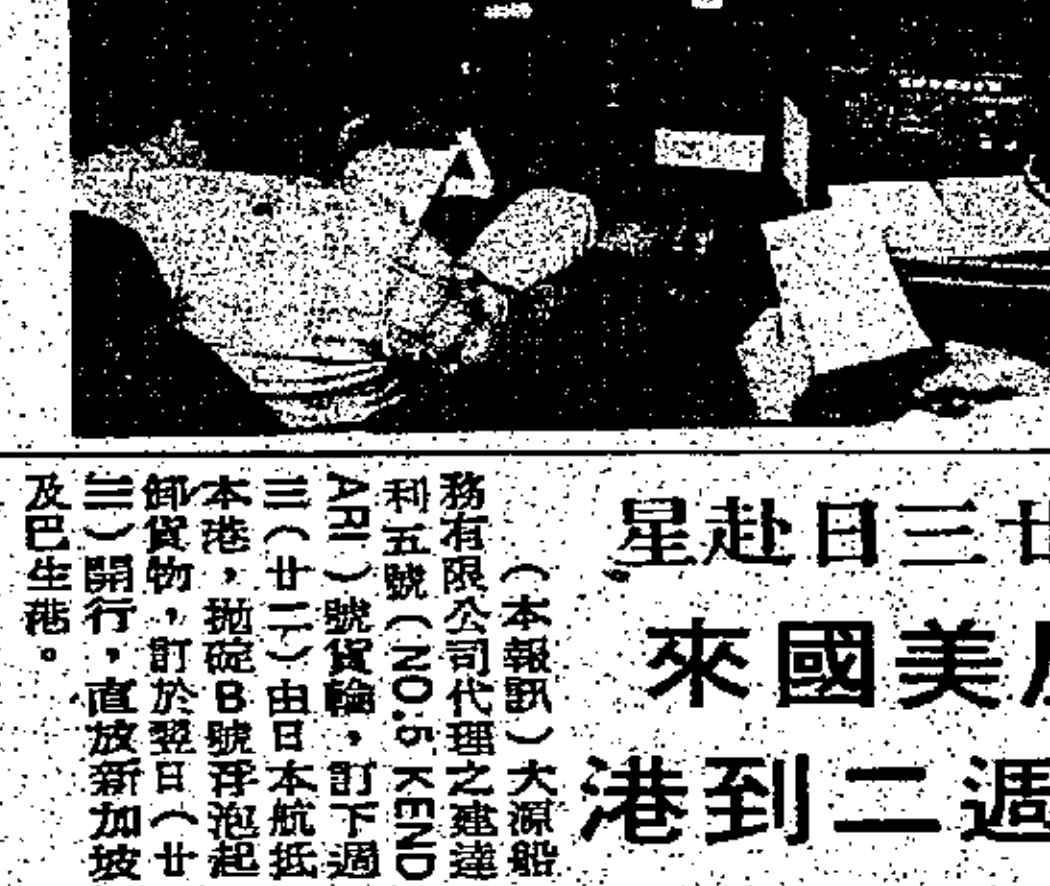 廿三日赴星
美國來
週二到港
（本報訊）大源船
務有限公司代理之建達
利五號（NO.5 KEND
ARI）號貨輪，訂下週
三（廿二）由日本航抵
本港，拋碇B號浮泡起
卸貨物，訂於翌日（廿
三）開行，直放新加坡
及巴生港。